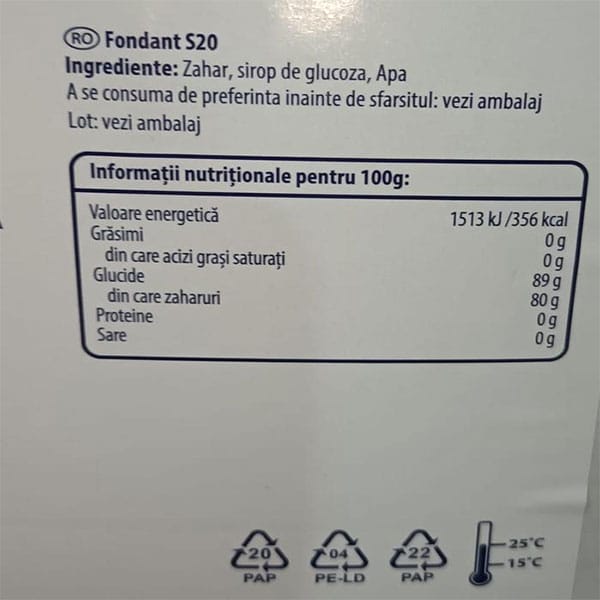 RO Fondant S20
Ingrediente: Zahar, sirop de glucoza, Apa
A se consuma de preferinta inainte de sfarsitul: vezi ambalaj
Lot: vezi ambalaj
Informații nutriționale pentru 100g:
Valoare energetică 1513 kJ /356 kcal
Grăsimi 0 g
din care acizi grași saturați 0 g
Glucide 89 g
din care zaharuri 80 g
Proteine 0 g
Sare 0 g
20 04 22 25°C
15°C
PAP PE-LD PAP